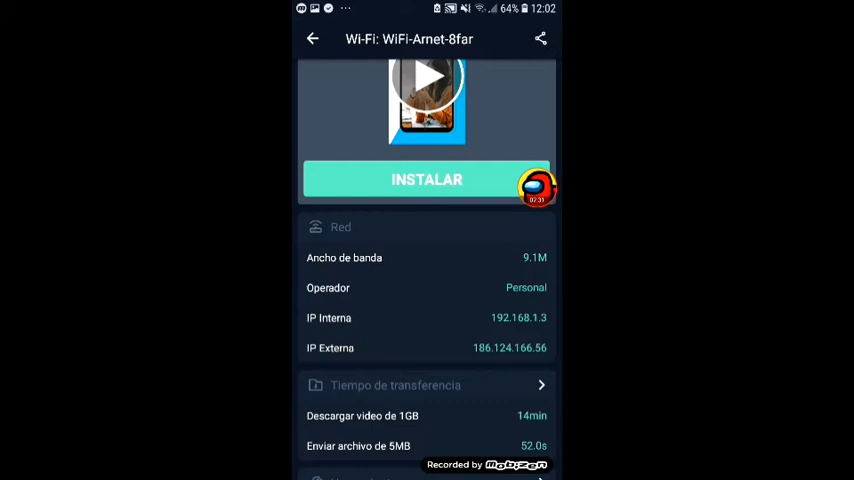 64% 12:02
Wi-Fi: WiFi-Arnet-8far
INSTALAR
02:31
Red
Ancho de banda 9.1M
Operador Personal
IP Interna 192.168.1.3
IP Externa 186.124.166.56
Tiempo de transferencia
Descargar video de 1GB 14min
Enviar archivo de 5MB 52.0s
Recorded by mobizen